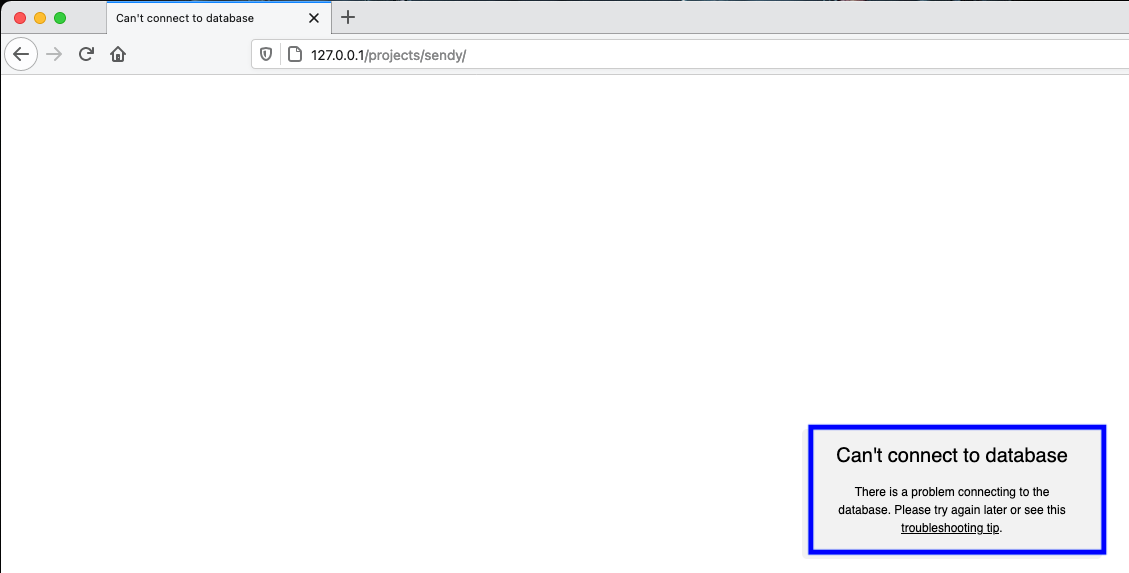 Can't connect to database
127.0.0.1/projects/sendy/
Can't connect to database
There is a problem connecting to the
database. Please try again later or see this
troubleshooting tip.